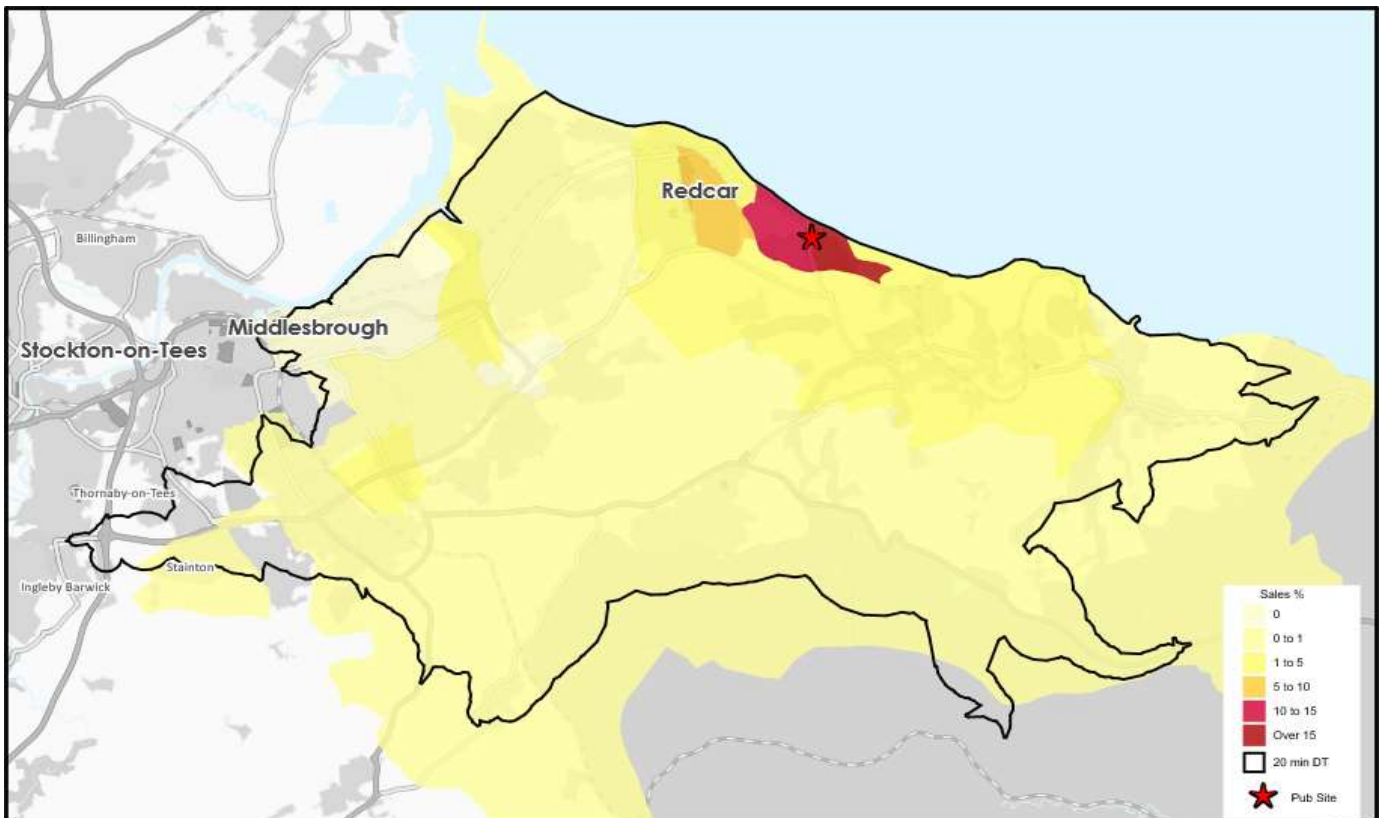 Redcar
Billingham
Middlesbrough
Stockton-on-Tees
Thornaby-on-Tees
Stainton
Ingleby Barwick
Sales %
0
0 to 1
1 to 5
5 to 10
10 to 15
Over 15
20 min DT
Pub Site